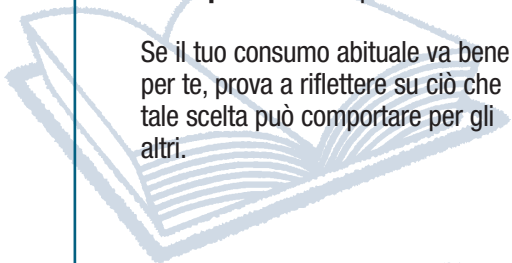 Se il tuo consumo abituale va bene
per te, prova a riflettere su ciò che
tale scelta può comportare per gli
altri.